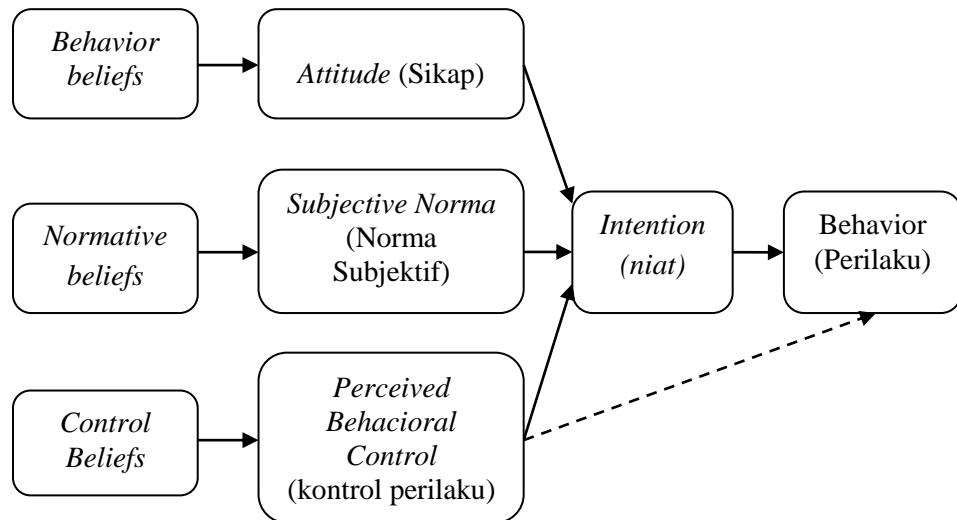 Behavior
beliefs
Attitude (Sikap)
Normative
beliefs
Subjective Norma
(Norma
Subjektif)
Intention
(niat)
Behavior
(Perilaku)
Control
Beliefs
Perceived
Behacioral
Control
(kontrol perilaku)